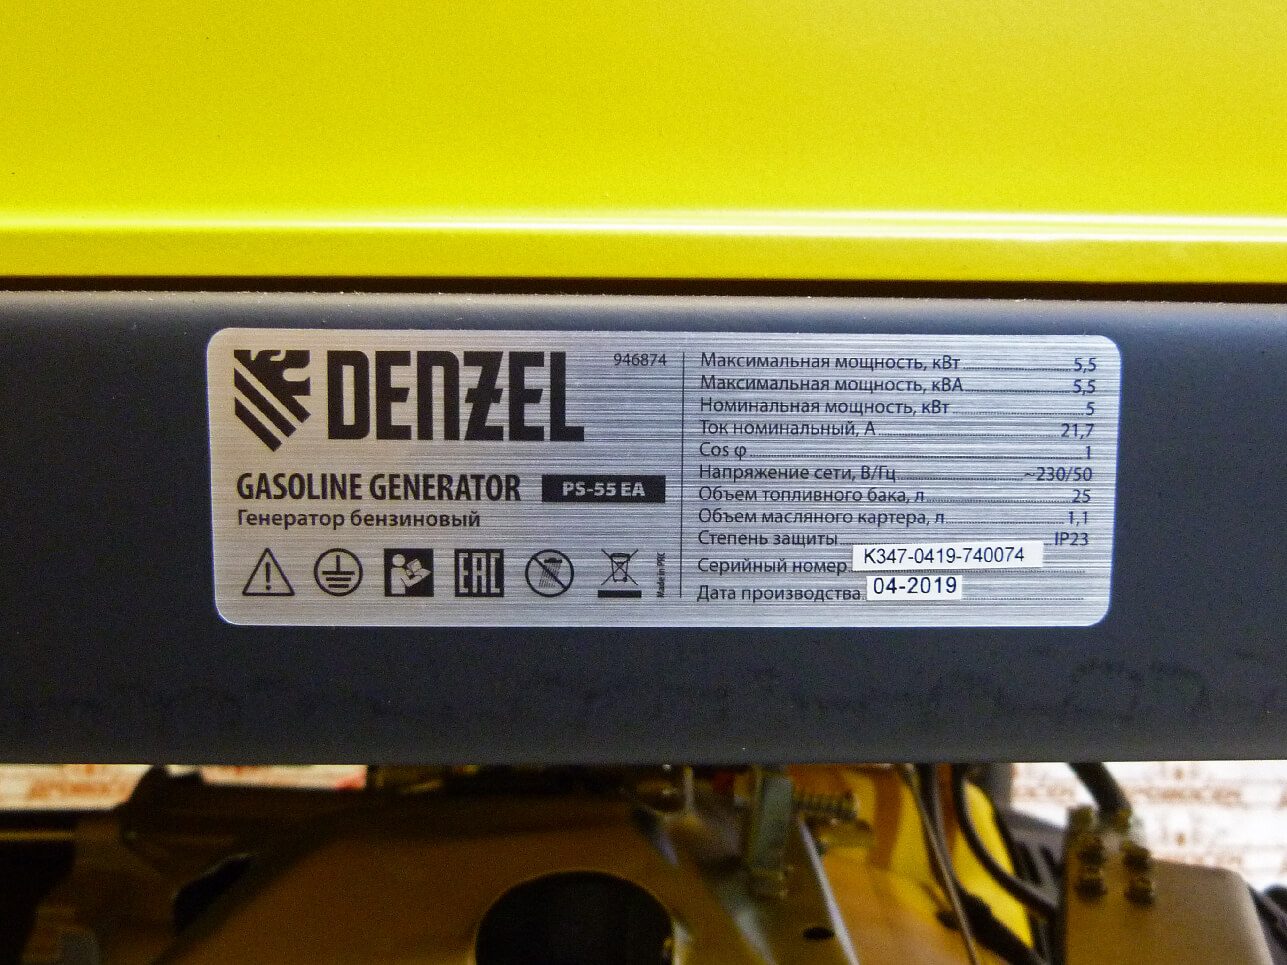 DENZEL
946874
GASOLINE GENERATOR PS-55 EA
Генератор бензиновый
EAC
Made in PRC
Максимальная мощность, кВт 5,5
Максимальная мощность, кВА 5,5
Номинальная мощность, кВт 5
Ток номинальный, А 21,7
Cos φ 1
Напряжение сети, В/Гц ~230/50
Объем топливного бака, л 25
Объем масляного картера, л 1,1
Степень защиты IP23
Серийный номер K347-0419-740074
Дата производства 04-2019